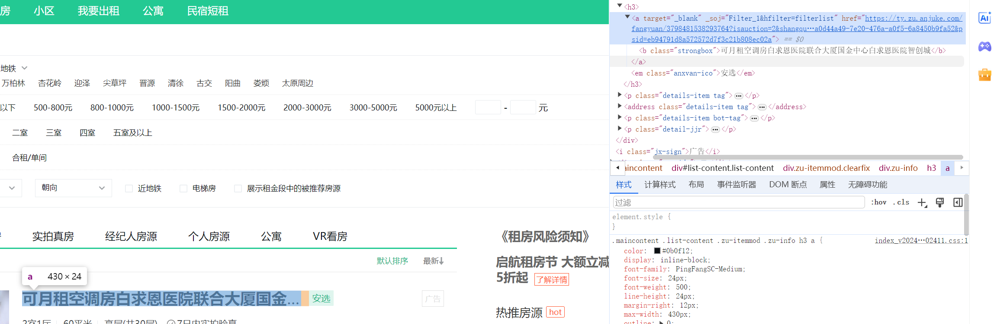 房 小区 我要出租 公寓 民宿短租
地铁
万柏林 杏花岭 迎泽 尖草坪 晋源 清徐 古交 阳曲 娄烦 太原周边
以下 500-800元 800-1000元 1000-1500元 1500-2000元 2000-3000元 3000-5000元 5000元以上 - 元
二室 三室 四室 五室及以上
合租/单间
朝向 近地铁 电梯房 展示租金段中的被推荐房源
实拍真房 经纪人房源 个人房源 公寓 VR看房
默认排序 最新
a 430 × 24
可月租空调房白求恩医院联合大厦国金... 安选 广告
2室1厅 60平米 高层(共30层) 7日内实拍验真
《租房风险须知》
启航租房节 大额立减
5折起 了解详情
热推房源 hot
<h3>
<a target="_blank" _soj="Filter_1&hfilter=filterlist" href="https://ty.zu.anjuke.com/
fangyuan/3798481538293764?isauction=2&shangqu…a0d44a49-7e20-476a-a0f5-6a8450b9fa52&p
sid=eb94791d8a572572d7f3c21b808ec02a"> == $0
<b class="strongbox">可月租空调房白求恩医院联合大厦国金中心白求恩医院智创城</b>
</a>
<em class="anxvan-ico">安选</em>
</h3>
<p class="details-item tag">…</p>
<address class="details-item tag">…</address>
<p class="details-item bot-tag">…</p>
<p class="detail-jjr">…</p>
</div>
<i class="jx-sign">广告</i>
aincontent div#list-content.list-content div.zu-itemmod.clearfix div.zu-info h3 a
样式 计算样式 布局 事件监听器 DOM 断点 属性 无障碍功能
过滤 :hov .cls
element.style {
}
.maincontent .list-content .zu-itemmod .zu-info h3 a { index_v2024…02411.css:1
color: #0b0f12;
display: inline-block;
font-family: PingFangSC-Medium;
font-size: 24px;
font-weight: 500;
line-height: 24px;
margin-right: 12px;
max-width: 430px;
outline: 0;
Ai